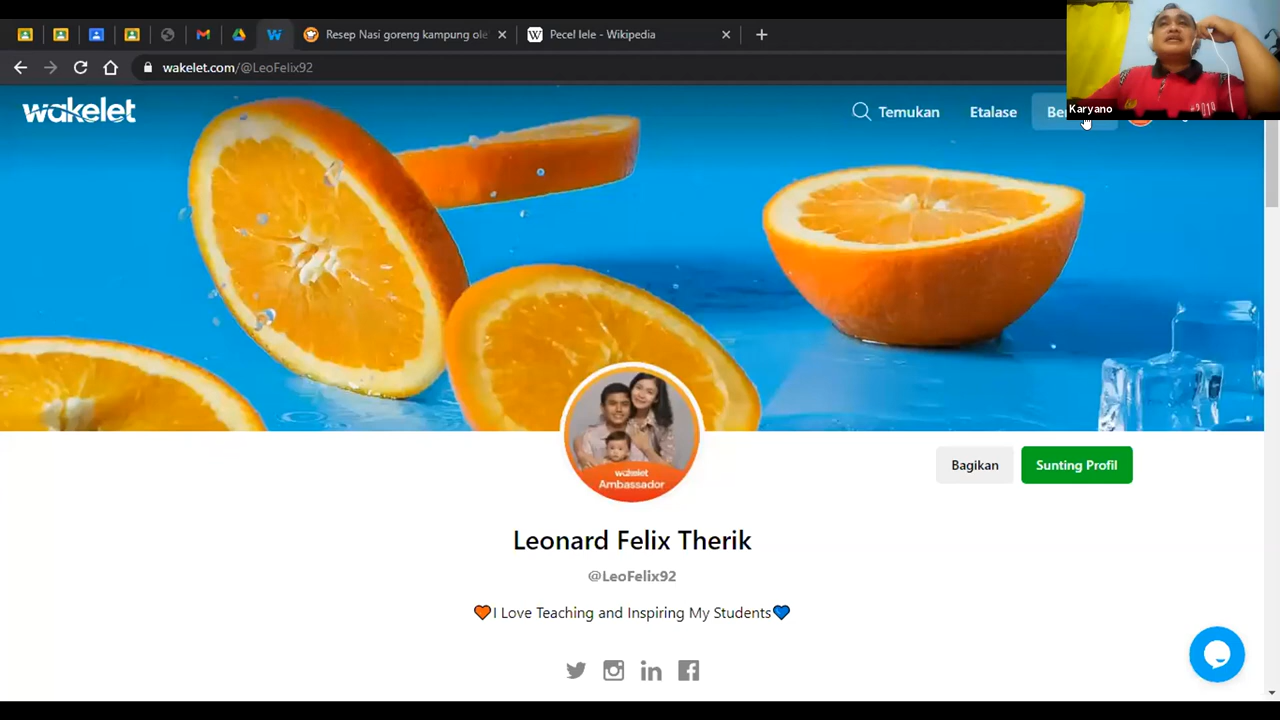 Resep Nasi goreng kampung ole
Pecel lele - Wikipedia
wakelet.com/@LeoFelix92
Karyano
wakelet
Temukan
Etalase
wakelet
Ambassador
Bagikan
Sunting Profil
Leonard Felix Therik
@LeoFelix92
I Love Teaching and Inspiring My Students